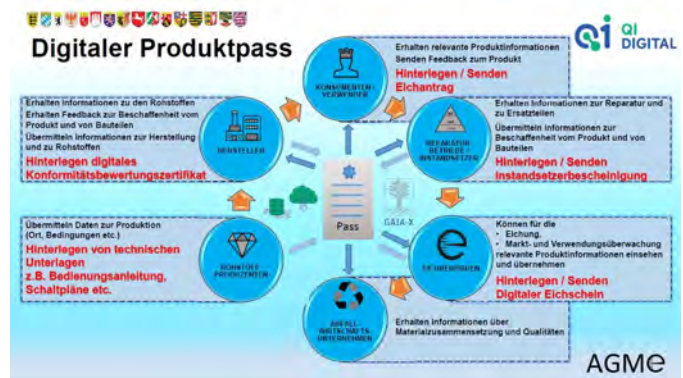 QI DIGITAL
Digitaler Produktpass
KONSUMENTEN /
VERWENDER
Erhalten relevante Produktinformationen
Senden Feedback zum Produkt
Hinterlegen / Senden
Eichantrag
HERSTELLER
Erhalten Informationen zu den Rohstoffen
Erhalten Feedback zur Beschaffenheit vom
Produkt und von Bauteilen
Übermitteln Informationen zur Herstellung
und zu Rohstoffen
Hinterlegen digitales
Konformitätsbewertungszertifikat
REPARATUR-
BETRIEBE /
INSTANDSETZER
Erhalten Informationen zur Reparatur und
zu Ersatzteilen
Übermitteln Informationen zur
Beschaffenheit vom Produkt und von
Bauteilen
Hinterlegen / Senden
Instandsetzerbescheinigung
Pass
GAIA-X
ROHSTOFF-
PRODUZENTEN
Übermitteln Daten zur Produktion
(Ort, Bedingungen etc.)
Hinterlegen von technischen
Unterlagen
z.B. Bedienungsanleitung,
Schaltpläne etc.
Können für die
• Eichung,
• Markt- und Verwendungsüberwachung
relevante Produktinformationen einsehen
und übernehmen
Hinterlegen / Senden
Digitaler Eichschein
ABFALL-
WIRTSCHAFTS-
UNTERNEHMEN
Erhalten Informationen über
Materialzusammensetzung und Qualitäten
AGMe